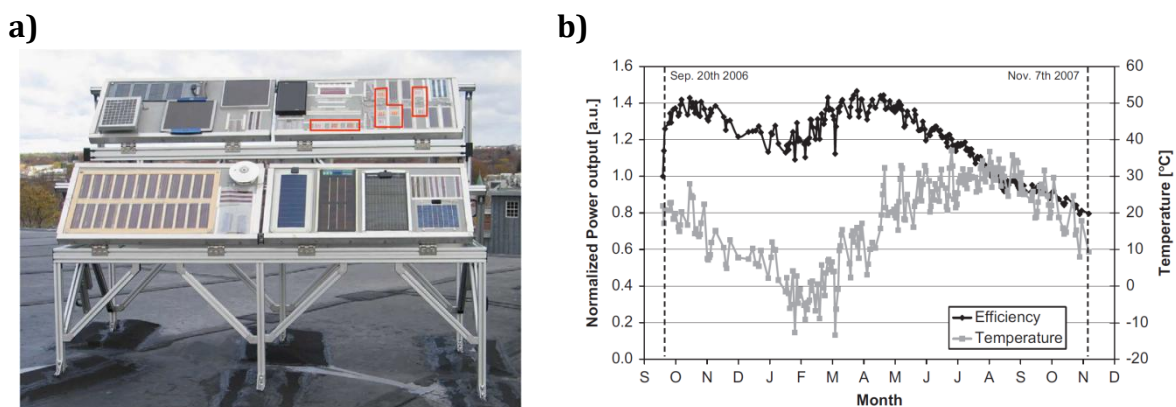 a)
b)
Sep. 20th 2006
Nov. 7th 2007
Normalized Power output [a.u.]
1.6
1.4
1.2
1.0
0.8
0.6
0.4
0.2
0.0
60
50
40
30
20
10
0
-10
-20
Temperature [°C]
Efficiency
Temperature
S O N D J F M A M J J A S O N D
Month